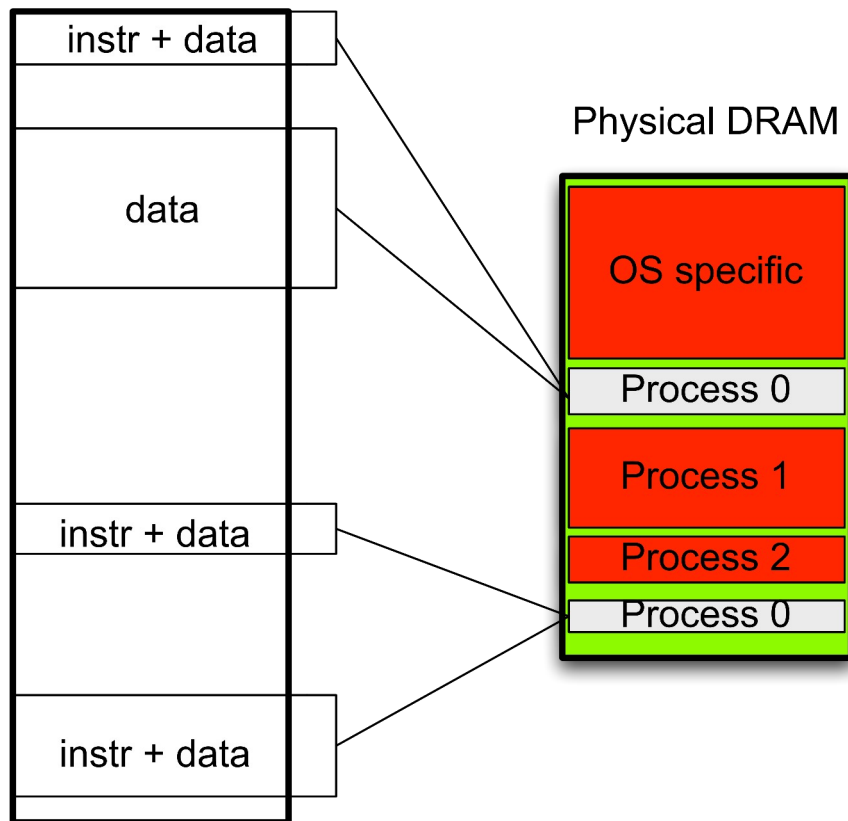 instr + data
data
instr + data
instr + data
Physical DRAM
OS specific
Process 0
Process 1
Process 2
Process 0